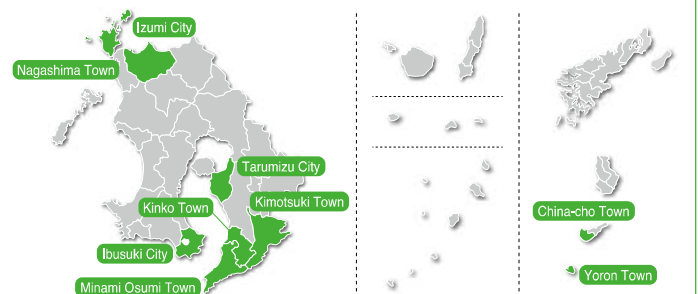 Izumi City
Nagashima Town
Tarumizu City
Kinko Town
Kimotsuki Town
China-cho Town
Ibusuki City
Yoron Town
Minami Osumi Town